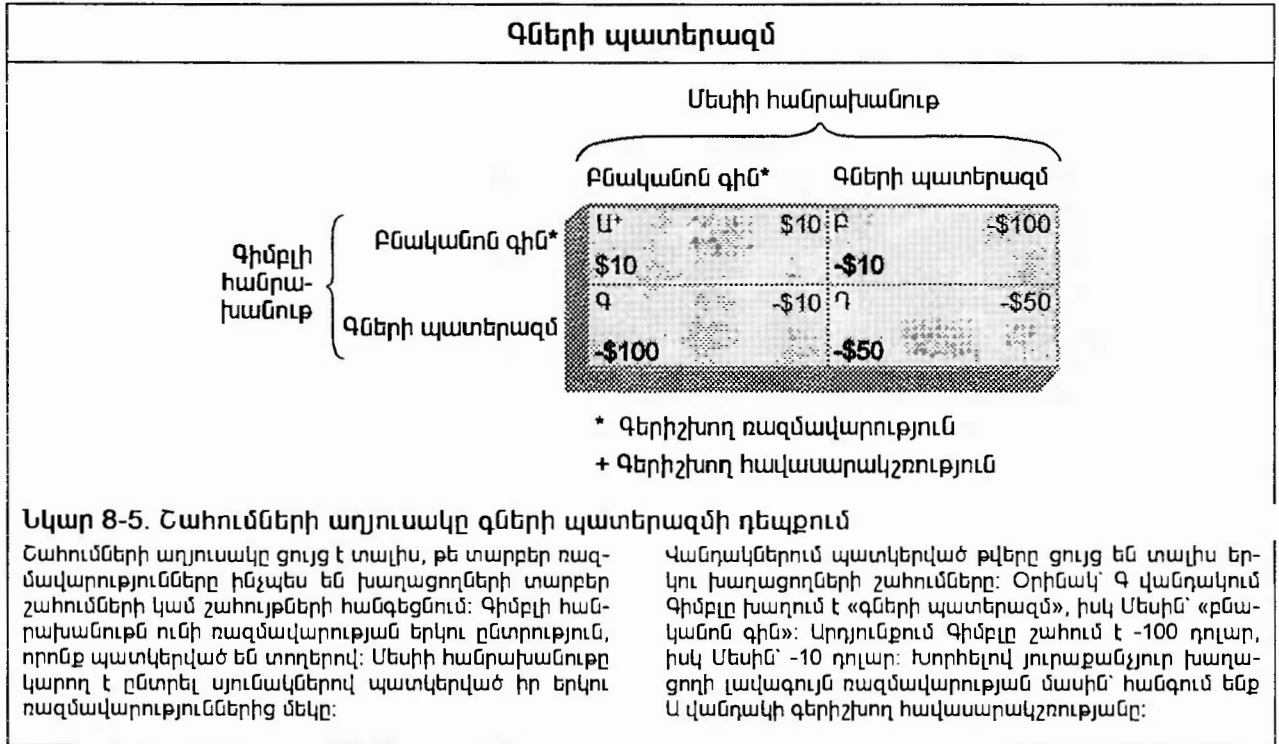 Գների պատերազմ
Մեսիի հանրախանութ
Բնականոն գին*
Գների պատերազմ
Գիմբլի
հանրա-
խանութ
Բնականոն գին*
Գների պատերազմ
Ա+ $10
$10
Բ -$100
-$10
Գ -$10
-$100
Դ -$50
-$50
* Գերիշխող ռազմավարություն
+ Գերիշխող հավասարակշռություն
Նկար 8-5. Շահումների աղյուսակը գների պատերազմի դեպքում
Շահումների աղյուսակը ցույց է տալիս, թե տարբեր ռազ-
մավարությունները ինչպես են խաղացողների տարբեր
շահումների կամ շահույթների հանգեցնում: Գիմբլի հան-
րախանութն ունի ռազմավարության երկու ընտրություն,
որոնք պատկերված են տողերով: Մեսիի հանրախանութը
կարող է ընտրել սյունակներով պատկերված իր երկու
ռազմավարություններից մեկը:
Վանդակներում պատկերված թվերը ցույց են տալիս եր-
կու խաղացողների շահումները: Օրինակ՝ Գ վանդակում
Գիմբլը խաղում է «գների պատերազմ», իսկ Մեսին՝ «բնա-
կանոն գին»: Արդյունքում Գիմբլը շահում է -100 դոլար,
իսկ Մեսին՝ -10 դոլար: Խորհելով յուրաքանչյուր խաղա-
ցողի լավագույն ռազմավարության մասին՝ հանգում ենք
Ա վանդակի գերիշխող հավասարակշռությանը: